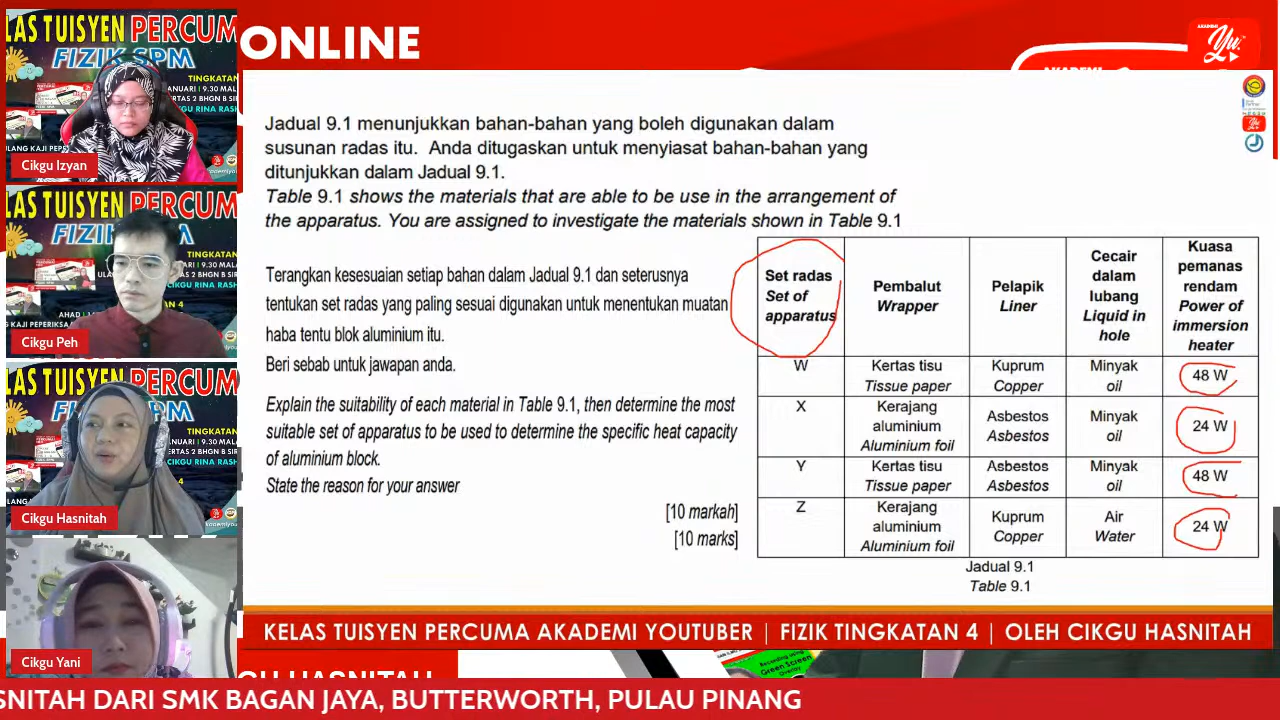 ONLINE
LAS TUISYEN PERCUM
FIZIK SPM
TINGKATAN
Cikgu Izyan
LAS TUISYEN PERCUM
TINGKATAN
Cikgu Peh
LAS TUISYEN PERCUM
Cikgu Hasnitah
Cikgu Yani
Jadual 9.1 menunjukkan bahan-bahan yang boleh digunakan dalam
susunan radas itu. Anda ditugaskan untuk menyiasat bahan-bahan yang
ditunjukkan dalam Jadual 9.1.
Table 9.1 shows the materials that are able to be use in the arrangement of
the apparatus. You are assigned to investigate the materials shown in Table 9.1
Terangkan kesesuaian setiap bahan dalam Jadual 9.1 dan seterusnya
tentukan set radas yang paling sesuai digunakan untuk menentukan muatan
haba tentu blok aluminium itu.
Beri sebab untuk jawapan anda.
Explain the suitability of each material in Table 9.1, then determine the most
suitable set of apparatus to be used to determine the specific heat capacity
of aluminium block.
State the reason for your answer
[10 markah]
[10 marks]
Set radas
Set of
apparatus
Pembalut
Wrapper
Pelapik
Liner
Cecair
dalam
lubang
Liquid in
hole
Kuasa
pemanas
rendam
Power of
immersion
heater
W
Kertas tisu
Tissue paper
Kuprum
Copper
Minyak
oil
48 W
X
Kerajang
aluminium
Aluminium foil
Asbestos
Asbestos
Minyak
oil
24 W
Y
Kertas tisu
Tissue paper
Asbestos
Asbestos
Minyak
oil
48 W
Z
Kerajang
aluminium
Aluminium foil
Kuprum
Copper
Air
Water
24 W
Jadual 9.1
Table 9.1
KELAS TUISYEN PERCUMA AKADEMI YOUTUBER | FIZIK TINGKATAN 4 | OLEH CIKGU HASNITAH
SNITAH DARI SMK BAGAN JAYA, BUTTERWORTH, PULAU PINANG